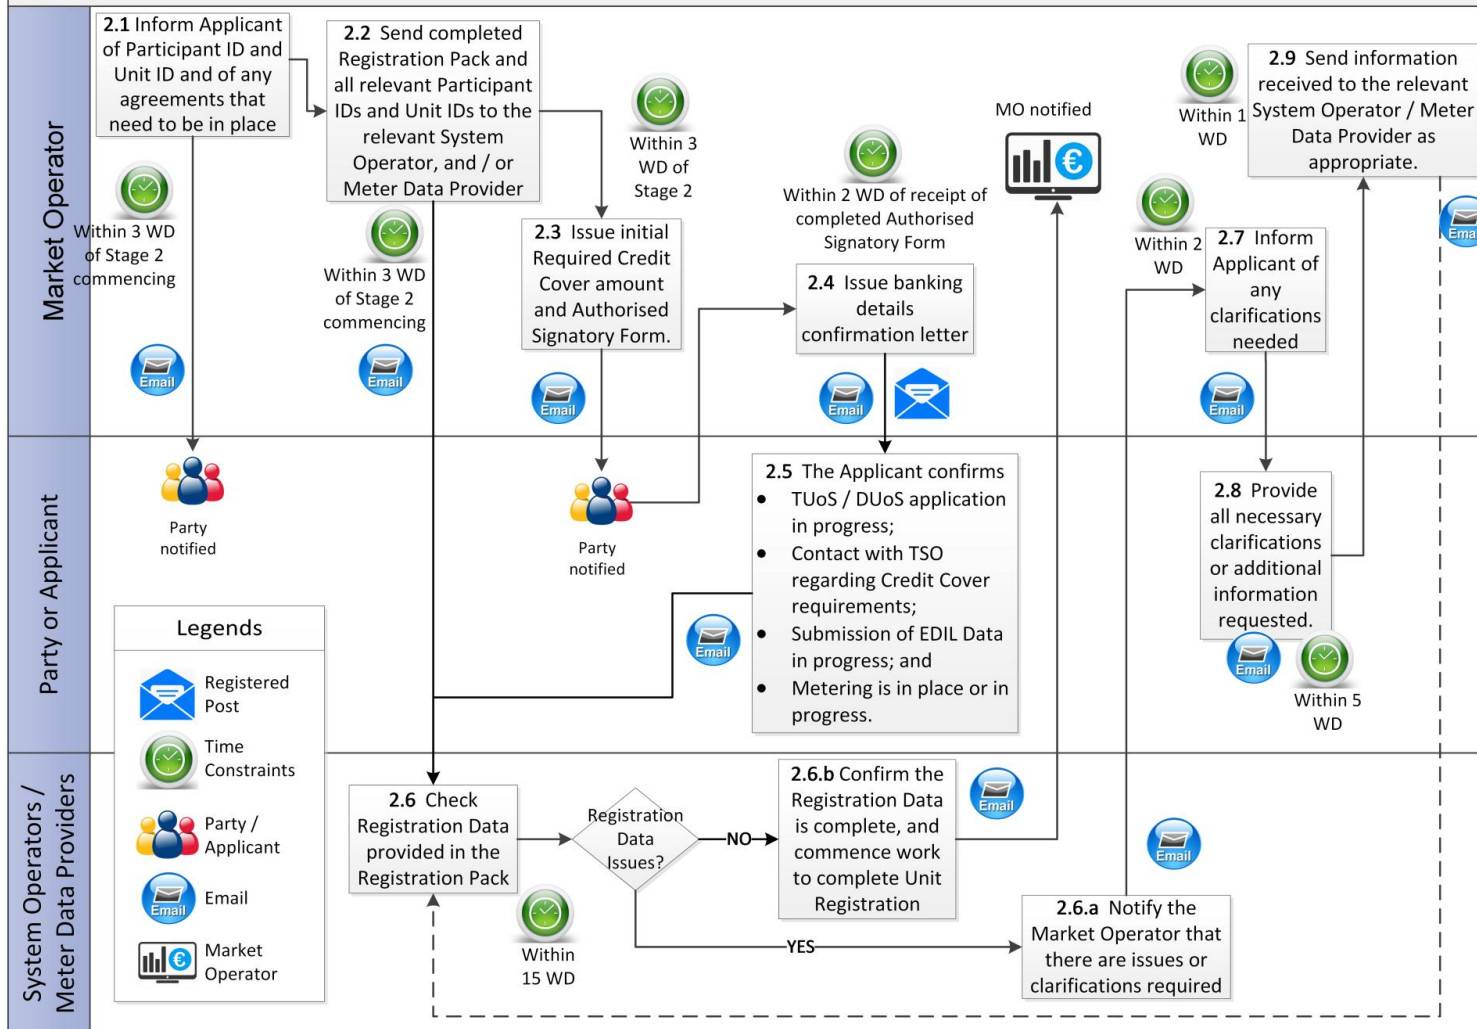 Market Operator
2.1 Inform Applicant
of Participant ID and
Unit ID and of any
agreements that
need to be in place
Within 3 WD
of Stage 2
commencing
Email
2.2 Send completed
Registration Pack and
all relevant Participant
IDs and Unit IDs to the
relevant System
Operator, and / or
Meter Data Provider
Within 3 WD
of Stage 2
commencing
Email
Within 3
WD of
Stage 2
2.3 Issue initial
Required Credit
Cover amount
and Authorised
Signatory Form.
Email
Within 2 WD of receipt of
completed Authorised
Signatory Form
2.4 Issue banking
details
confirmation letter
Email
MO notified
€
Within 2
WD
2.7 Inform
Applicant of
any
clarifications
needed
Email
Within 1
WD
2.9 Send information
received to the relevant
System Operator / Meter
Data Provider as
appropriate.
Email
Party or Applicant
Party
notified
Party
notified
2.5 The Applicant confirms
• TUoS / DUoS application
in progress;
• Contact with TSO
regarding Credit Cover
requirements;
• Submission of EDIL Data
in progress; and
• Metering is in place or in
progress.
Email
2.8 Provide
all necessary
clarifications
or additional
information
requested.
Email
Within 5
WD
Legends
Registered
Post
Time
Constraints
Party /
Applicant
Email
Email
€
Market
Operator
System Operators /
Meter Data Providers
2.6 Check
Registration Data
provided in the
Registration Pack
Within
15 WD
Registration
Data
Issues?
NO
2.6.b Confirm the
Registration Data
is complete, and
commence work
to complete Unit
Registration
Email
YES
2.6.a Notify the
Market Operator that
there are issues or
clarifications required
Email